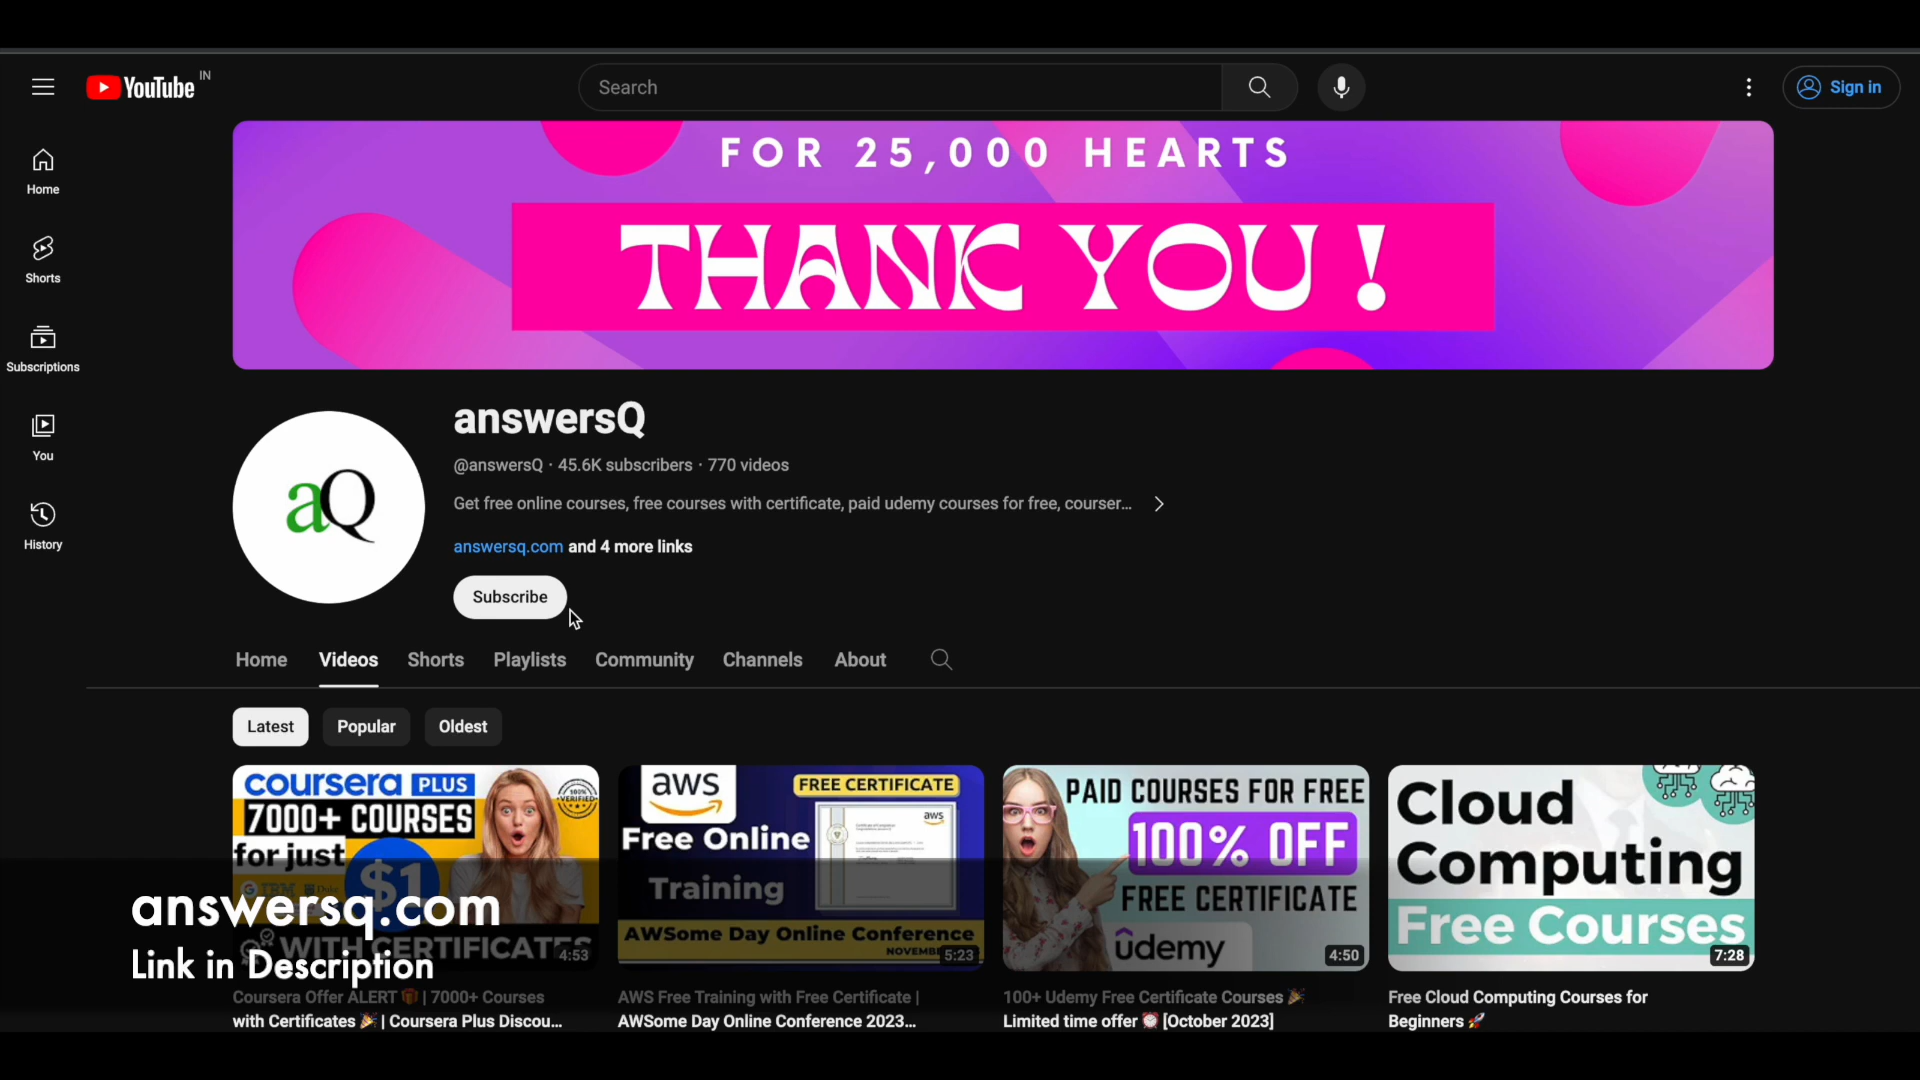 YouTube IN
Search
Sign in
Home
Shorts
Subscriptions
You
History
FOR 25,000 HEARTS
THANK YOU!
aQ
answersQ
@answersQ · 45.6K subscribers · 770 videos
Get free online courses, free courses with certificate, paid udemy courses for free, courser...
answersq.com and 4 more links
Subscribe
Home Videos Shorts Playlists Community Channels About
Latest Popular Oldest
coursera PLUS
100% VERIFIED
7000+ COURSES
for just
$1
IBM Duke
WITH CERTIFICATES
4:53
aws
FREE CERTIFICATE
aws
Free Online
Training
AWSome Day Online Conference
NOVEMB
5:23
PAID COURSES FOR FREE
100% OFF
FREE CERTIFICATE
ûdemy
4:50
Cloud
Computing
Free Courses
7:28
answersq.com
Link in Description
Coursera Offer ALERT 🎁 | 7000+ Courses
with Certificates 🎉 | Coursera Plus Discou...
AWS Free Training with Free Certificate |
AWSome Day Online Conference 2023...
100+ Udemy Free Certificate Courses 🎉
Limited time offer ⏰ [October 2023]
Free Cloud Computing Courses for
Beginners 🚀